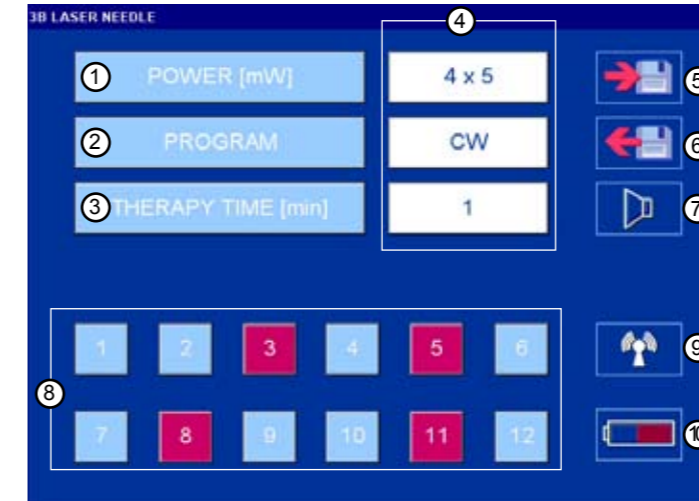 3B LASER NEEDLE
4
1 POWER [mW] 4 x 5 5
2 PROGRAM CW 6
3 THERAPY TIME [min] 1 7
1 2 3 4 5 6 9
8
7 8 9 10 11 12 10